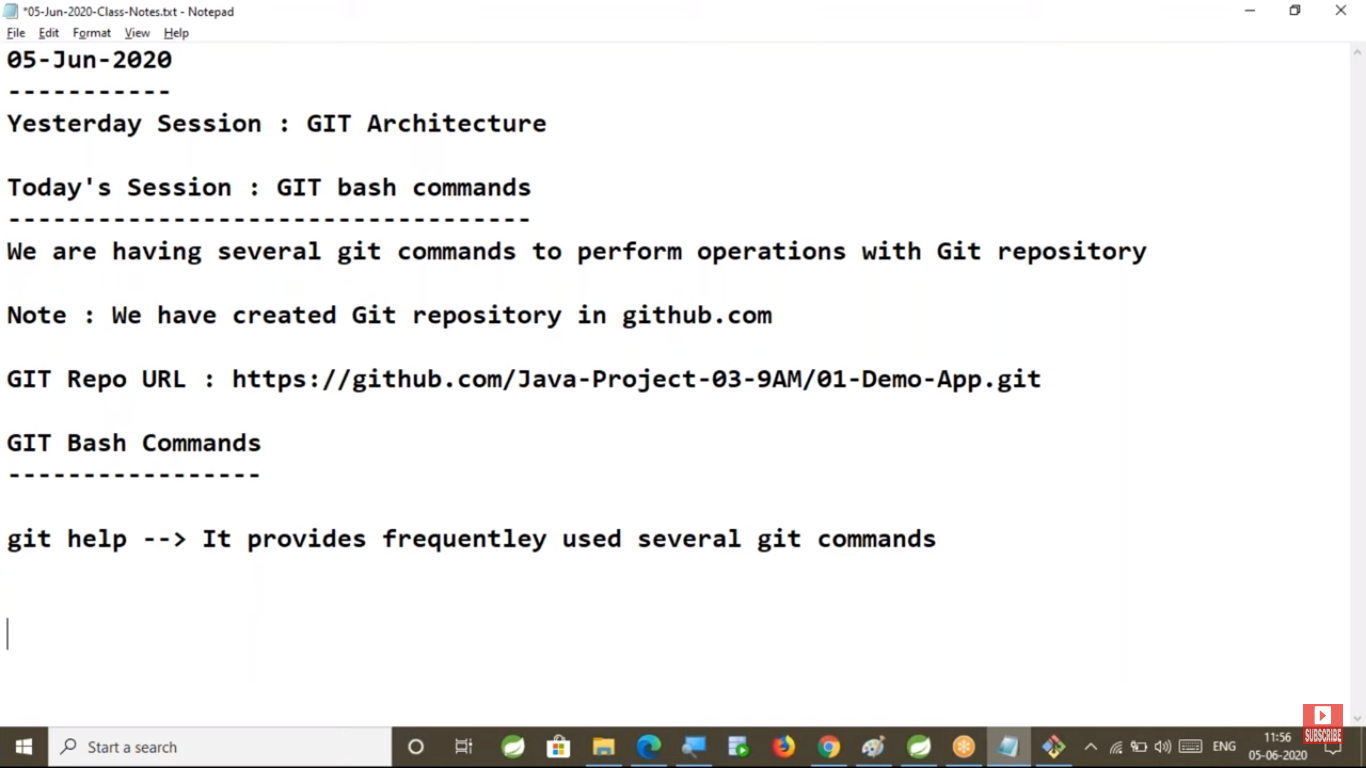 *05-Jun-2020-Class-Notes.txt - Notepad
File Edit Format View Help
05-Jun-2020
-----------
Yesterday Session : GIT Architecture
Today's Session : GIT bash commands
-----------------------------------
We are having several git commands to perform operations with Git repository
Note : We have created Git repository in github.com
GIT Repo URL : https://github.com/Java-Project-03-9AM/01-Demo-App.git
GIT Bash Commands
-----------------
git help --> It provides frequentley used several git commands
SUBSCRIBE
Start a search
ENG
11:56
05-06-2020